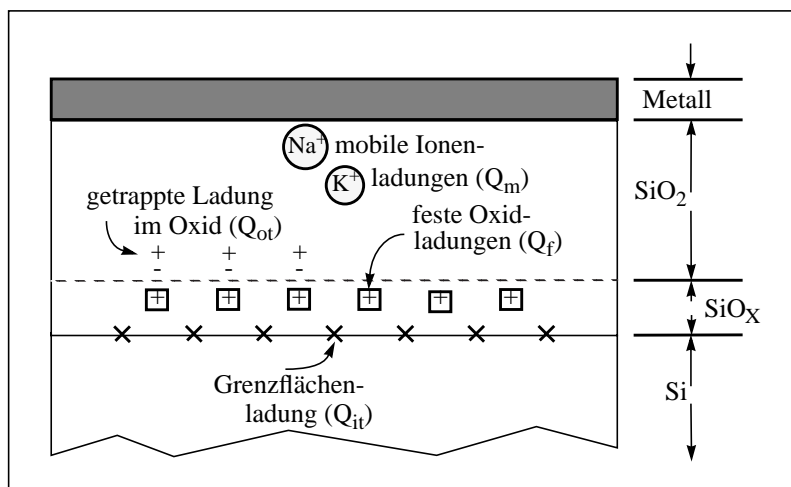 Metall
Na+ mobile Ionen-
K+ ladungen (Qm)
SiO2
getrappte Ladung
im Oxid (Qot)
feste Oxid-
ladungen (Qf)
+ + +
- - -
+ + + + + +
SiOX
Grenzflächen-
ladung (Qit)
Si